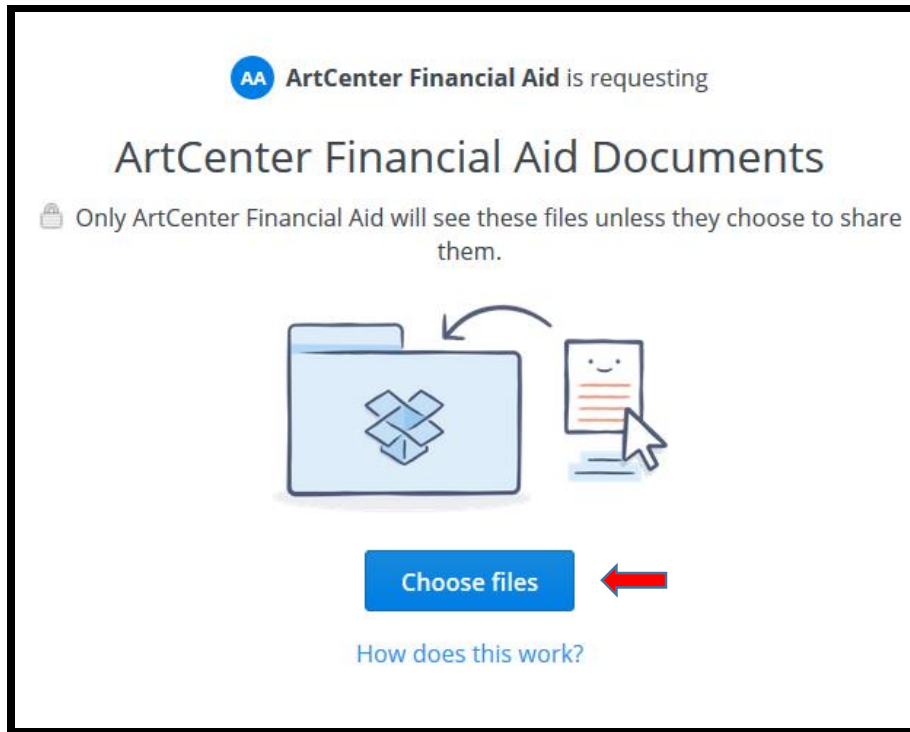 AA ArtCenter Financial Aid is requesting
ArtCenter Financial Aid Documents
Only ArtCenter Financial Aid will see these files unless they choose to share
them.
Choose files
How does this work?